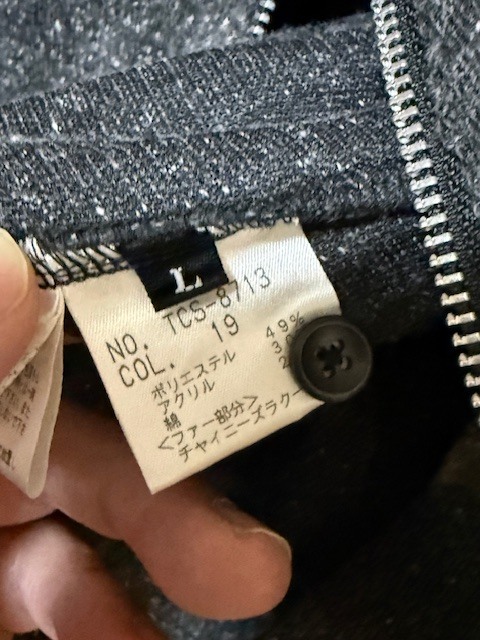 L
NO. TCS-8713
COL. 19
ポリエステル 49%
アクリル
綿
<ファー部分>
チャイニーズラクー